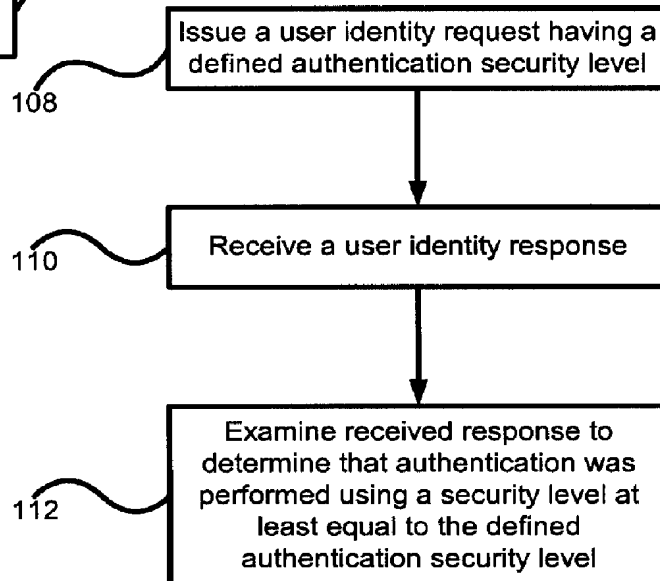 Issue a user identity request having a
defined authentication security level
108
Receive a user identity response
110
Examine received response to
determine that authentication was
performed using a security level at
least equal to the defined
authentication security level
112